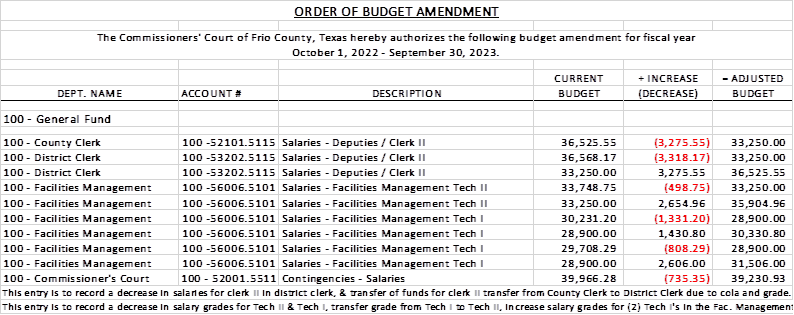 ORDER OF BUDGET AMENDMENT
The Commissioners' Court of Frio County, Texas hereby authorizes the following budget amendment for fiscal year
October 1, 2022 - September 30, 2023.
CURRENT + INCREASE = ADJUSTED
DEPT. NAME ACCOUNT # DESCRIPTION BUDGET (DECREASE) BUDGET
100 - General Fund
100 - County Clerk 100 -52101.5115 Salaries - Deputies / Clerk II 36,525.55 (3,275.55) 33,250.00
100 - District Clerk 100 -53202.5115 Salaries - Deputies / Clerk II 36,568.17 (3,318.17) 33,250.00
100 - District Clerk 100 -53202.5115 Salaries - Deputies / Clerk II 33,250.00 3,275.55 36,525.55
100 - Facilities Management 100 -56006.5101 Salaries - Facilities Management Tech II 33,748.75 (498.75) 33,250.00
100 - Facilities Management 100 -56006.5101 Salaries - Facilities Management Tech II 33,250.00 2,654.96 35,904.96
100 - Facilities Management 100 -56006.5101 Salaries - Facilities Management Tech I 30,231.20 (1,331.20) 28,900.00
100 - Facilities Management 100 -56006.5101 Salaries - Facilities Management Tech I 28,900.00 1,430.80 30,330.80
100 - Facilities Management 100 -56006.5101 Salaries - Facilities Management Tech I 29,708.29 (808.29) 28,900.00
100 - Facilities Management 100 -56006.5101 Salaries - Facilities Management Tech I 28,900.00 2,606.00 31,506.00
100 - Commissioner's Court 100 - 52001.5511 Contingencies - Salaries 39,966.28 (735.35) 39,230.93
This entry is to record a decrease in salaries for clerk II in district clerk, & transfer of funds for clerk II transfer from County Clerk to District Clerk due to cola and grade.
This entry is to record a decrease in salary grades for Tech II & Tech I, transfer grade from Tech I to Tech II, increase salary grades for (2) Tech I's in the Fac. Management